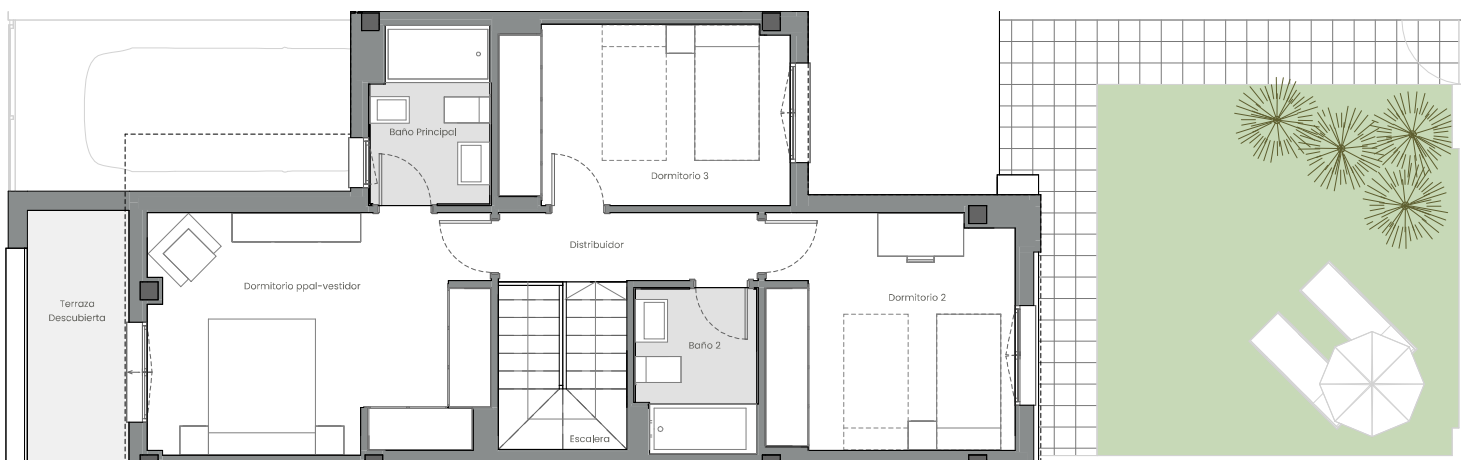 Baño Principal
Dormitorio 3
Distribuidor
Dormitorio ppal-vestidor
Dormitorio 2
Terraza
Descubierta
Baño 2
Escalera